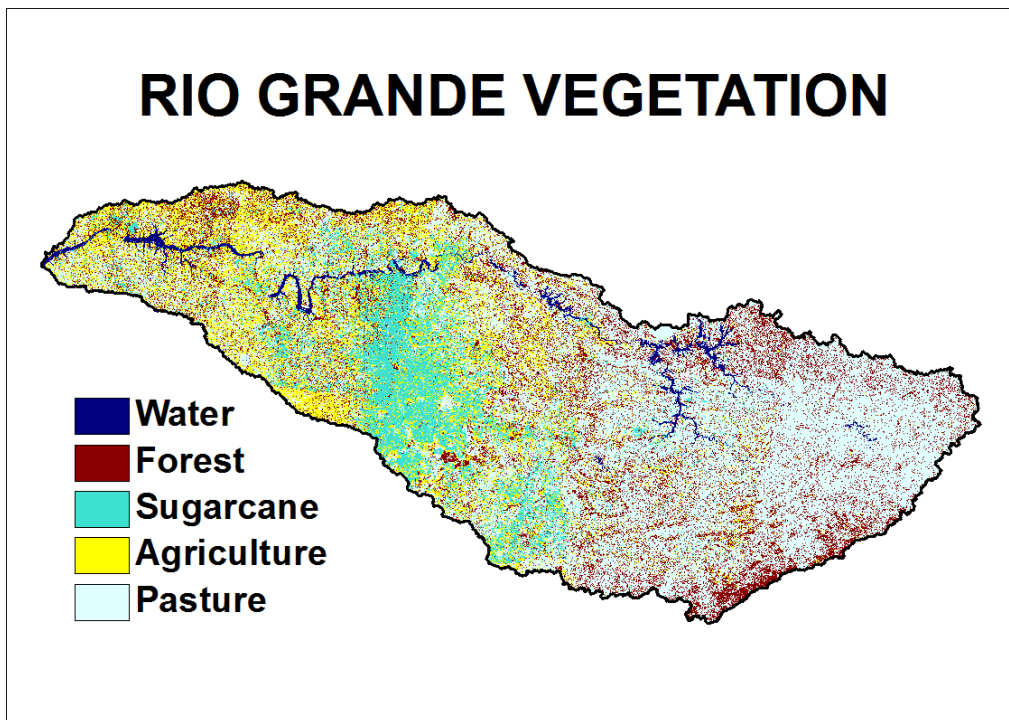 RIO GRANDE VEGETATION
Water
Forest
Sugarcane
Agriculture
Pasture